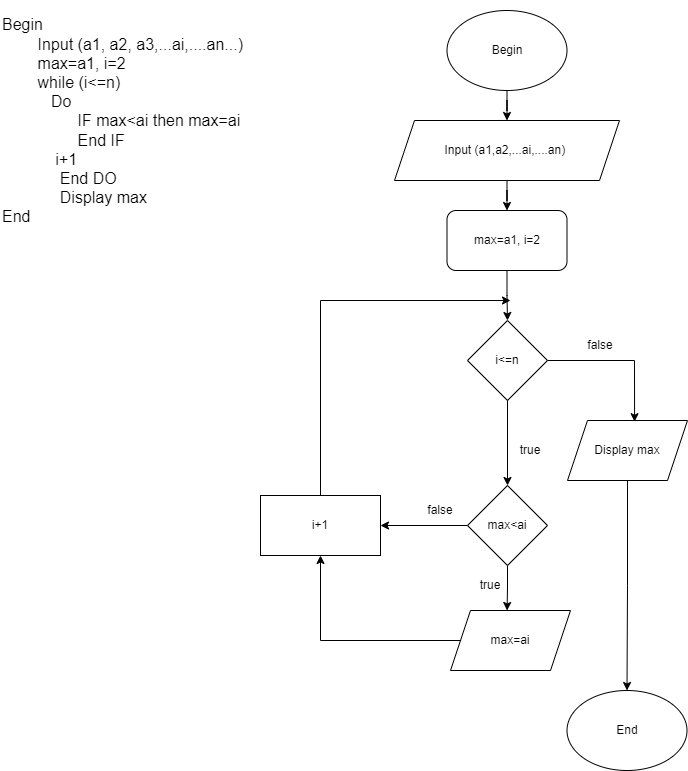 Begin
Input (a1, a2, a3,...ai,....an...)
max=a1, i=2
while (i<=n)
Do
IF max<ai then max=ai
End IF
i+1
End DO
Display max
End
Begin
Input (a1,a2,...ai,....an)
max=a1, i=2
i<=n
false
true
Display max
max<ai
false
i+1
true
max=ai
End